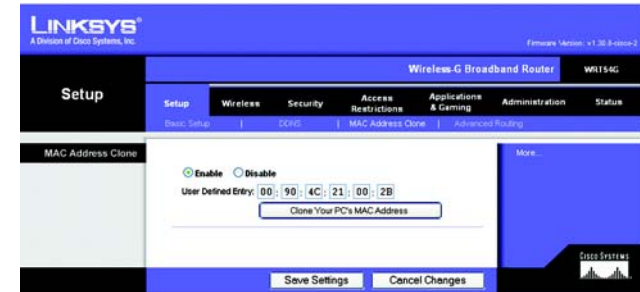 LINKSYS®
A Division of Cisco Systems, Inc.
Firmware Version: v1.30.8-cisco-2
Wireless-G Broadband Router WRT54G
Setup
Setup Wireless Security Access Restrictions Applications & Gaming Administration Status
Basic Setup | DDNS | MAC Address Clone | Advanced Routing
MAC Address Clone
More...
Enable Disable
User Defined Entry: 00 : 90 : 4C : 21 : 00 : 2B
Clone Your PC's MAC Address
CISCO SYSTEMS
Save Settings Cancel Changes